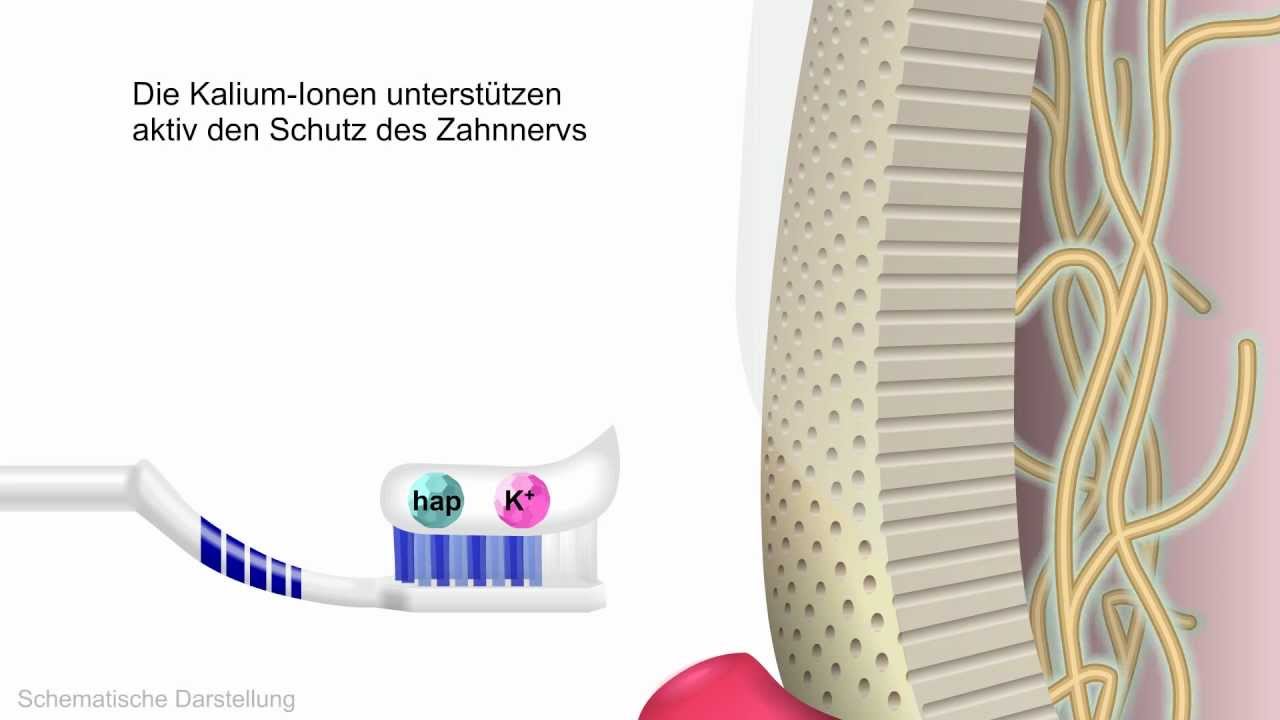 Die Kalium-Ionen unterstützen
aktiv den Schutz des Zahnnervs
hap K⁺
Schematische Darstellung